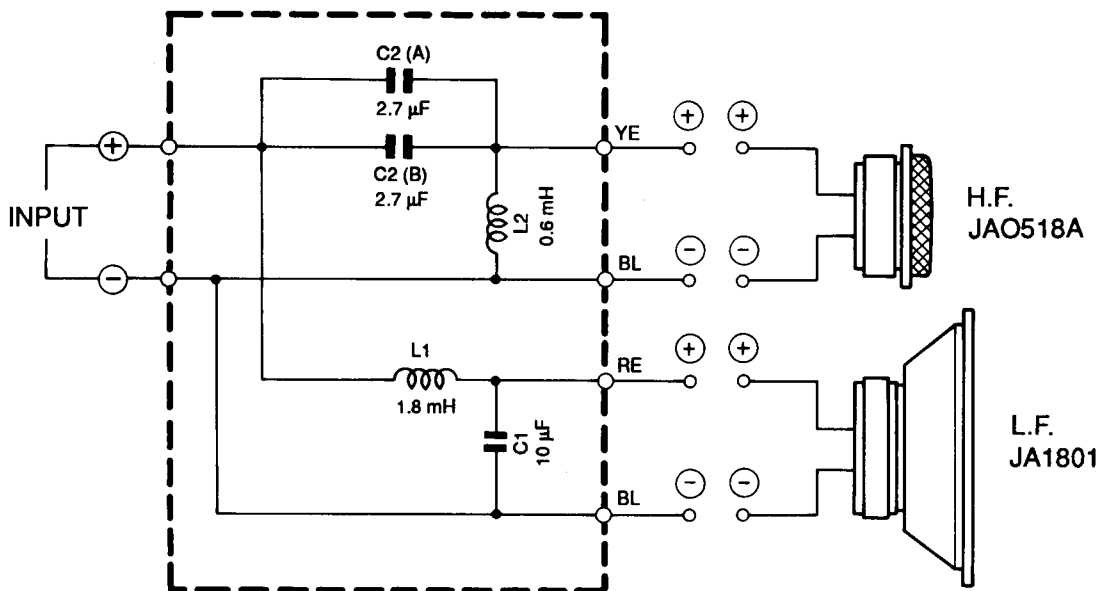 C2 (A)
2.7 µF
C2 (B)
2.7 µF
L2
0.6 mH
YE
+
+
INPUT
+
−
BL
−
−
H.F.
JAO518A
L1
1.8 mH
C1
10 µF
RE
+
+
BL
−
−
L.F.
JA1801